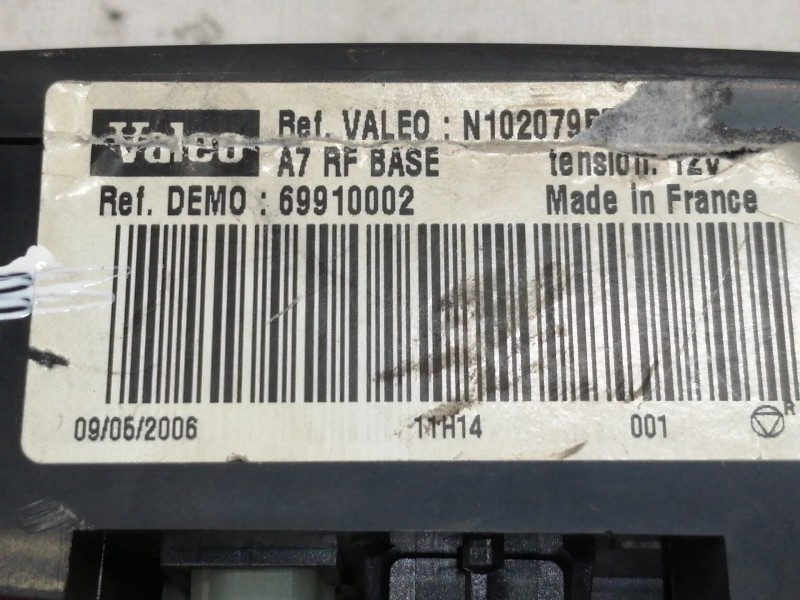 Valeo
Ref. VALEO : N102079
A7 RF BASE
tension: 12v
Ref. DEMO : 69910002
Made in France
09/05/2006
11H14
001
R